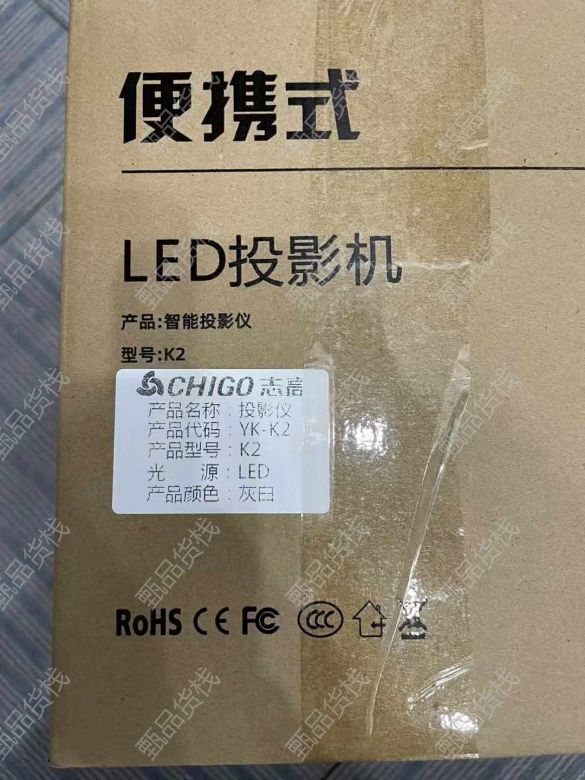 便携式
LED投影机
产品:智能投影仪
型号:K2
CHIGO 志高
产品名称：投影仪
产品代码：YK-K2
产品型号：K2
光 源：LED
产品颜色：灰白
RoHS CE FC CCC
甄品货栈